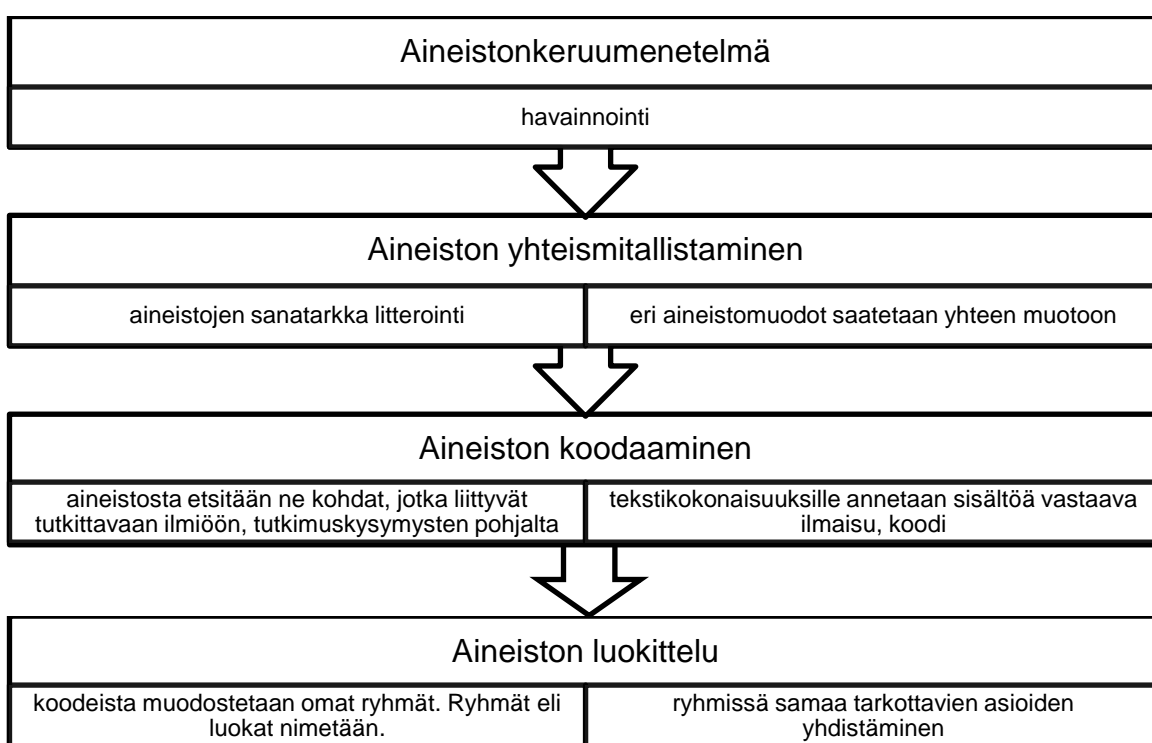 Aineistonkeruumenetelmä
havainnointi
Aineiston yhteismitallistaminen
aineistojen sanatarkka litterointi
eri aineistomuodot saatetaan yhteen muotoon
Aineiston koodaaminen
aineistosta etsitään ne kohdat, jotka liittyvät
tutkittavaan ilmiöön, tutkimuskysymysten pohjalta
tekstikokonaisuuksille annetaan sisältöä vastaava
ilmaisu, koodi
Aineiston luokittelu
koodeista muodostetaan omat ryhmät. Ryhmät eli
luokat nimetään.
ryhmissä samaa tarkottavien asioiden
yhdistäminen